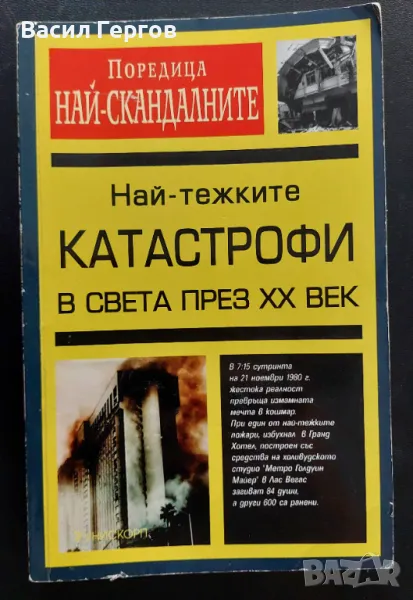 Васил Гергов
Поредица
НАЙ-СКАНДАЛНИТЕ
Най-тежките
КАТАСТРОФИ
В СВЕТА ПРЕЗ XX ВЕК
В 7:15 сутринта
на 21 ноември 1980 г.
жестока реалност
превръща измамната
мечта в кошмар.
При един от най-тежките
пожари, избухнал в Гранд
Хотел, построен със
средства на холивудското
студио "Метро Голдуин
Майер" в Лас Вегас
загиват 84 души,
а други 600 са ранени.
BAZAR